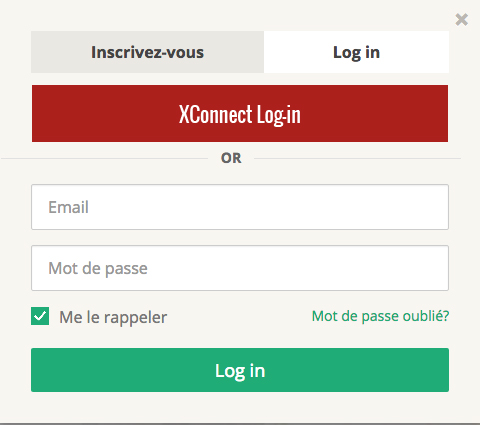 Inscrivez-vous
Log in
XConnect Log-in
OR
Email
Mot de passe
Me le rappeler
Mot de passe oublié?
Log in